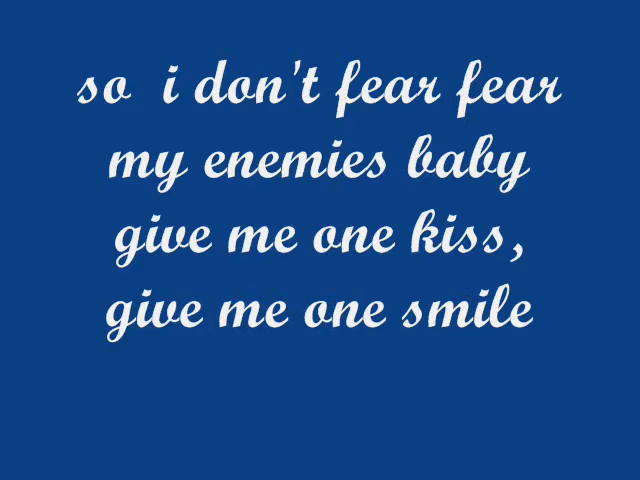 so i don't fear fear
my enemies baby
give me one kiss,
give me one smile